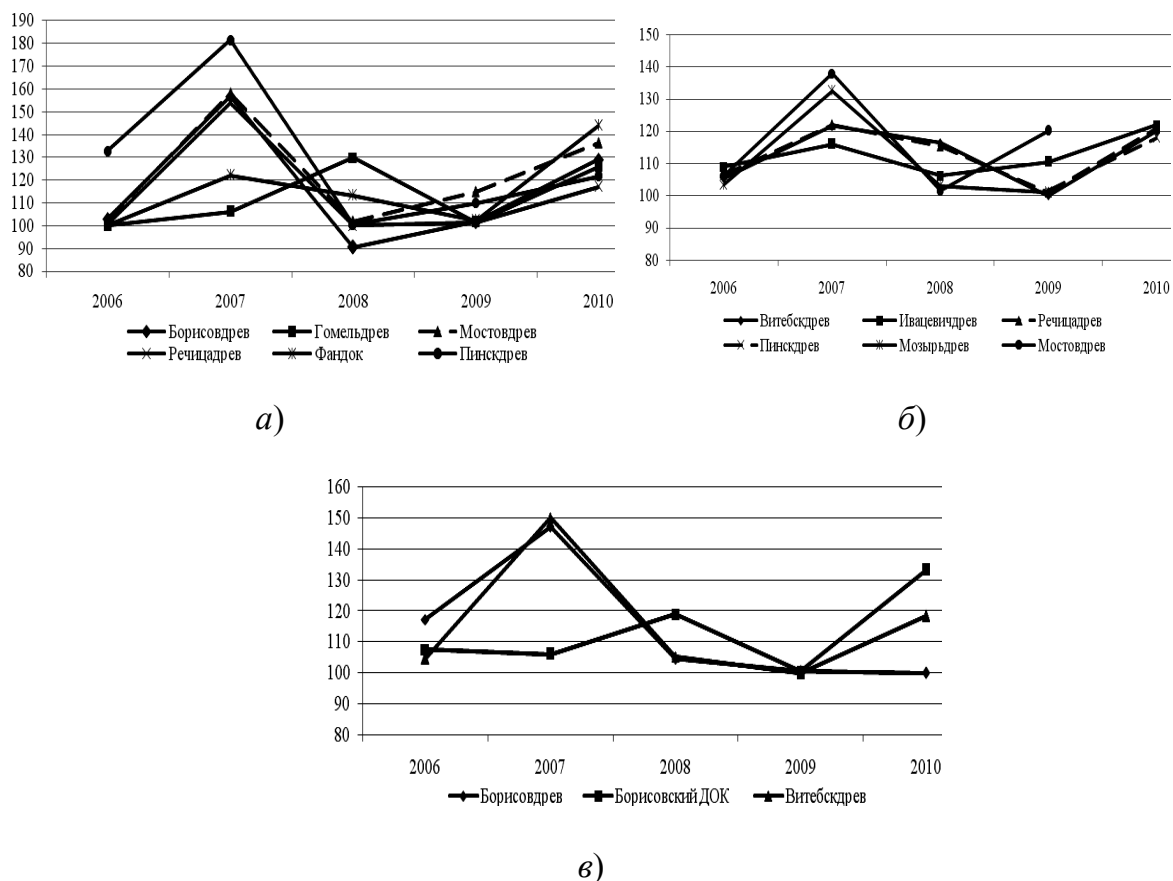 190
180
170
160
150
140
130
120
110
100
90
80
2006 2007 2008 2009 2010
Борисовдрев Гомельдрев Мостовдрев
Речицадрев Фандок Пинскдрев
а)
150
140
130
120
110
100
90
80
2006 2007 2008 2009 2010
Витебскдрев Ивацевичдрев Речицадрев
Пинскдрев Мозырьдрев Мостовдрев
б)
160
150
140
130
120
110
100
90
80
2006 2007 2008 2009 2010
Борисовдрев Борисовский ДОК Витебскдрев
в)